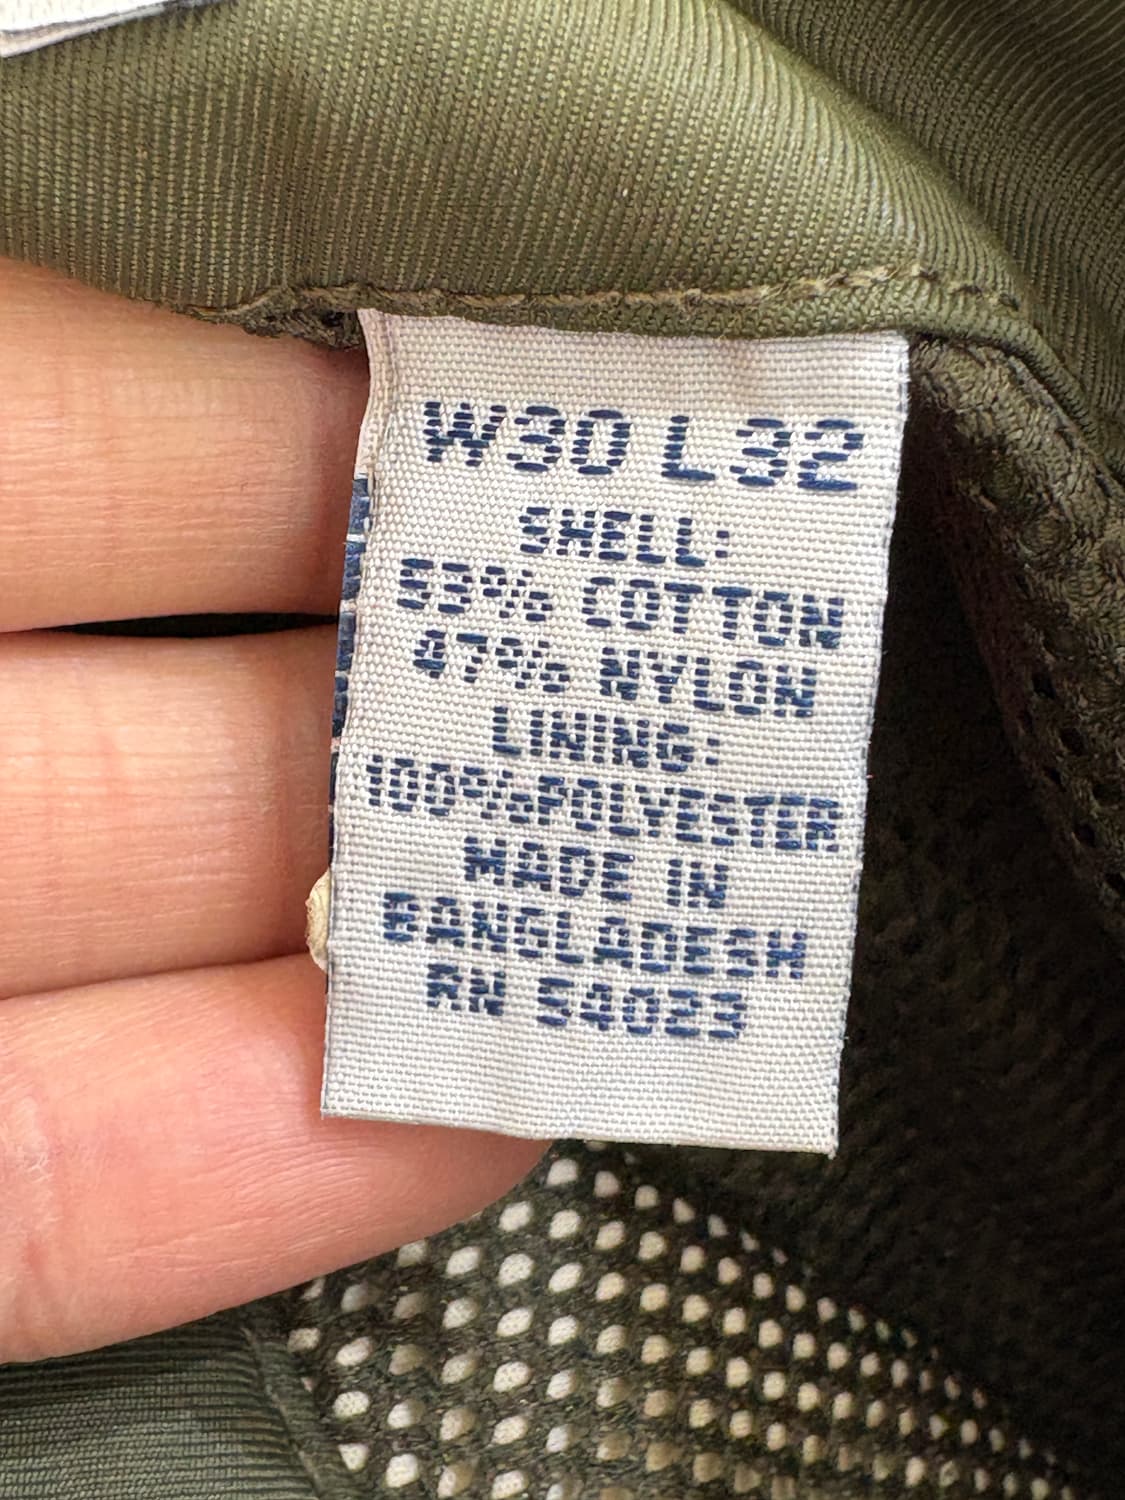 W30 L32
SHELL:
53% COTTON
47% NYLON
LINING:
100%POLYESTER
MADE IN
BANGLADESH
RN 54023